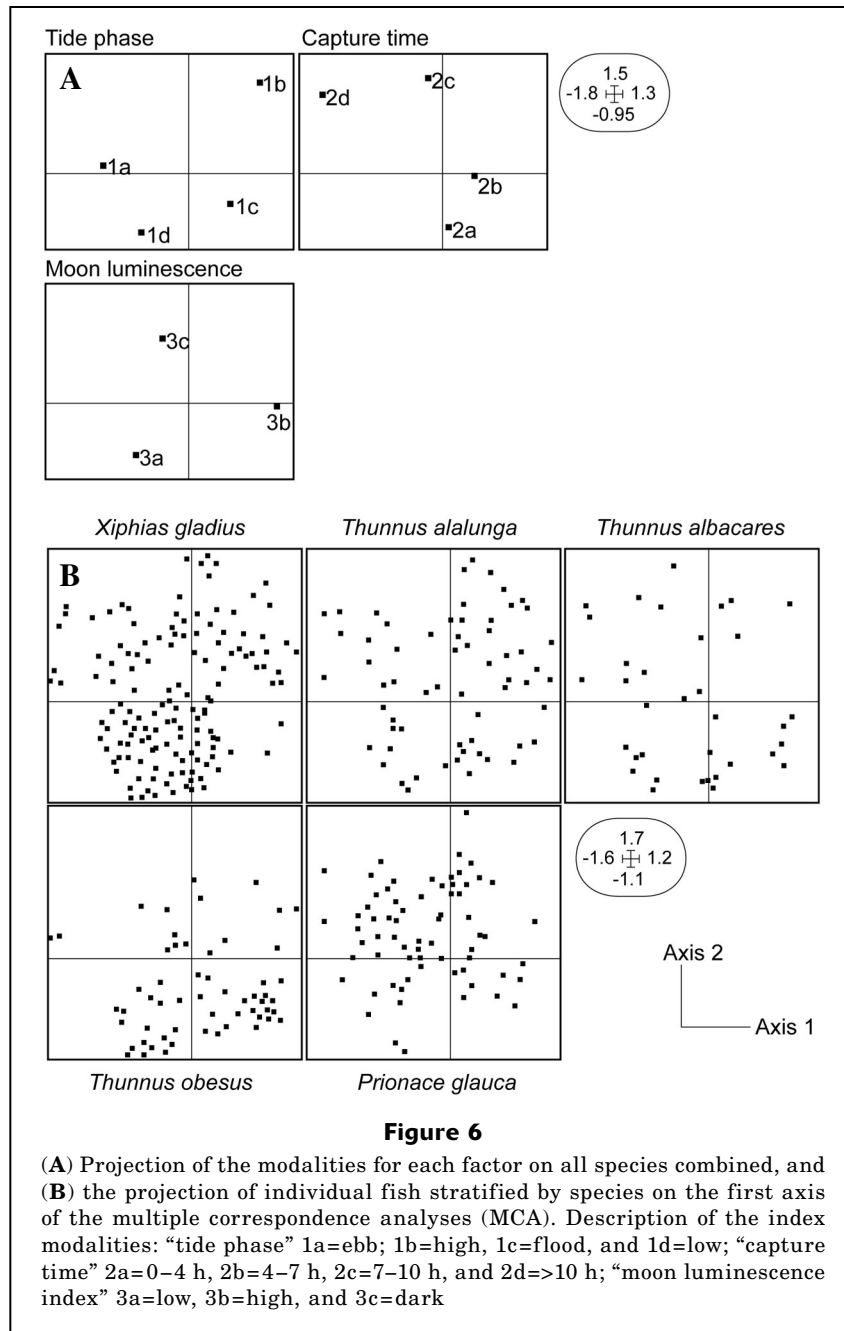 Tide phase
Capture time
A
1b
1a
1c
1d
2c
2d
2b
2a
1.5
-1.8 1.3
-0.95
Moon luminescence
3c
3b
3a
Xiphias gladius
Thunnus alalunga
Thunnus albacares
B
1.7
-1.6 1.2
-1.1
Axis 2
Axis 1
Thunnus obesus
Prionace glauca
Figure 6
(A) Projection of the modalities for each factor on all species combined, and
(B) the projection of individual fish stratified by species on the first axis
of the multiple correspondence analyses (MCA). Description of the index
modalities: “tide phase” 1a=ebb; 1b=high, 1c=flood, and 1d=low; “capture
time” 2a=0–4 h, 2b=4–7 h, 2c=7–10 h, and 2d=>10 h; “moon luminescence
index” 3a=low, 3b=high, and 3c=dark